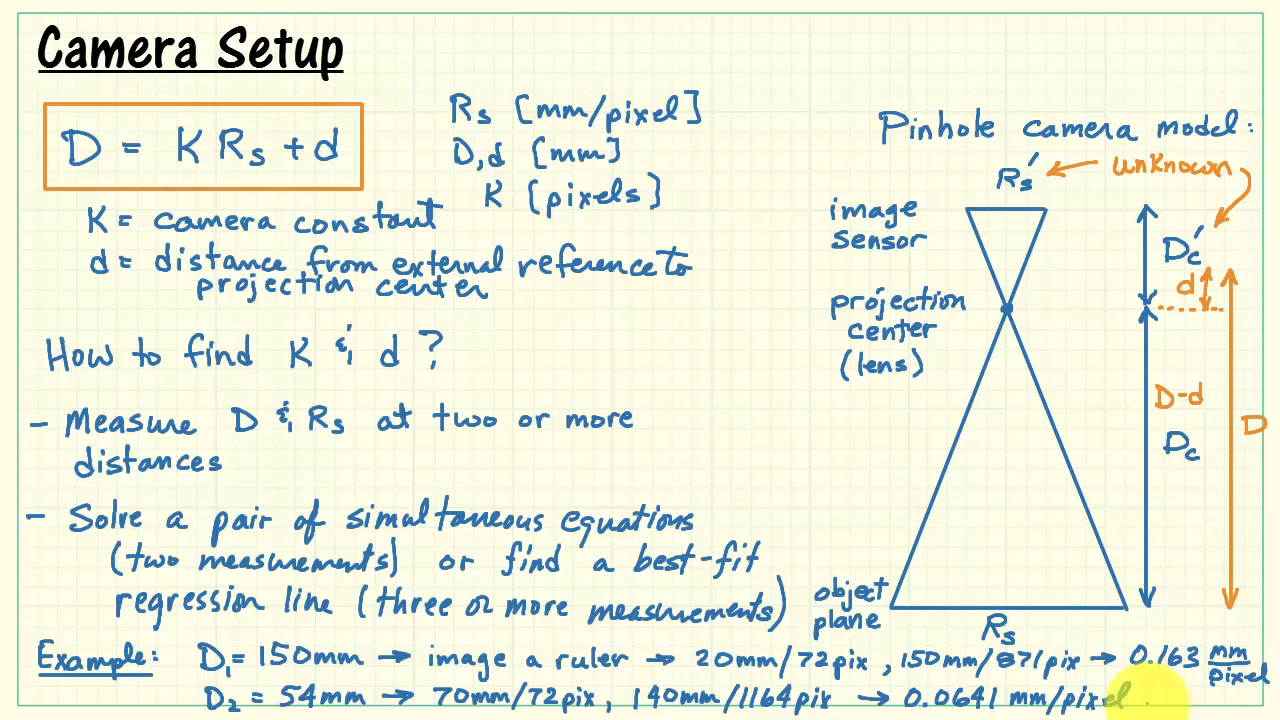 Camera Setup
D = K Rs + d
Rs [mm/pixel]
D,d [mm]
K [pixels]
K = camera constant
d = distance from external reference to
projection center
How to find K & d ?
- Measure D & Rs at two or more
distances
- Solve a pair of simultaneous equations
(two measurements) or find a best-fit
regression line (three or more measurements)
Pinhole camera model:
Rs' ← unknown
image
sensor
Dc'
d
projection
center
(lens)
D-d
D
Dc
object
plane
Rs
Example: D1 = 150mm → image a ruler → 20mm/72pix , 150mm/871pix → 0.163 mm/pixel
D2 = 54mm → 70mm/72pix, 140mm/1164pix → 0.0641 mm/pixel